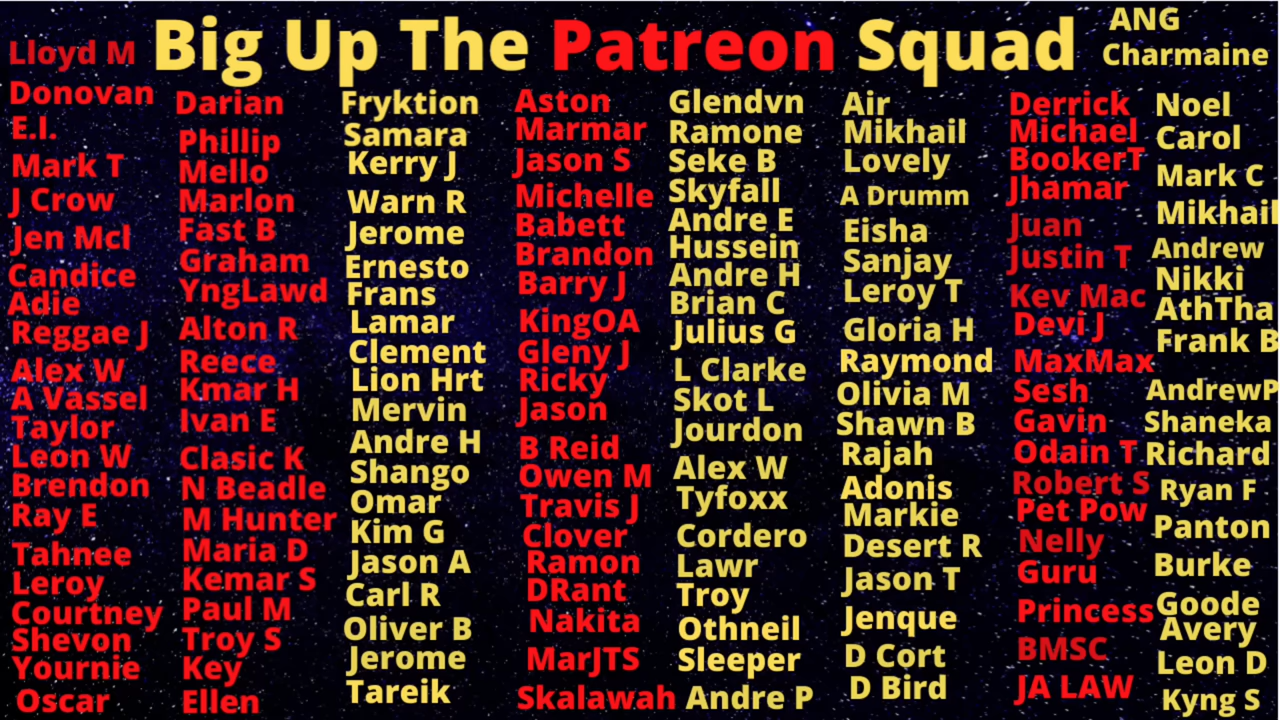 Big Up The Patreon Squad
Lloyd M
Donovan
E.I.
Mark T
J Crow
Jen Mcl
Candice
Adie
Reggae J
Alex W
A Vassel
Taylor
Leon W
Brendon
Ray E
Tahnee
Leroy
Courtney
Shevon
Yournie
Oscar
Darian
Phillip
Mello
Marlon
Fast B
Graham
YngLawd
Alton R
Reece
Kmar H
Ivan E
Clasic K
N Beadle
M Hunter
Maria D
Kemar S
Paul M
Troy S
Key
Ellen
Fryktion
Samara
Kerry J
Warn R
Jerome
Ernesto
Frans
Lamar
Clement
Lion Hrt
Mervin
Andre H
Shango
Omar
Kim G
Jason A
Carl R
Oliver B
Jerome
Tareik
Aston
Marmar
Jason S
Michelle
Babett
Brandon
Barry J
KingOA
Gleny J
Ricky
Jason
B Reid
Owen M
Travis J
Clover
Ramon
DRant
Nakita
MarJTS
Skalawah
Glendvn
Ramone
Seke B
Skyfall
Andre E
Hussein
Andre H
Brian C
Julius G
L Clarke
Skot L
Jourdon
Alex W
Tyfoxx
Cordero
Lawr
Troy
Othneil
Sleeper
Andre P
Air
Mikhail
Lovely
A Drumm
Eisha
Sanjay
Leroy T
Gloria H
Raymond
Olivia M
Shawn B
Rajah
Adonis
Markie
Desert R
Jason T
Jenque
D Cort
D Bird
Derrick
Michael
BookerT
Jhamar
Juan
Justin T
Kev Mac
Devi J
MaxMax
Sesh
Gavin
Odain T
Robert S
Pet Pow
Nelly
Guru
Princess
BMSC
JA LAW
ANG
Charmaine
Noel
Carol
Mark C
Mikhail
Andrew
Nikki
AthTha
Frank B
AndrewP
Shaneka
Richard
Ryan F
Panton
Burke
Goode
Avery
Leon D
Kyng S